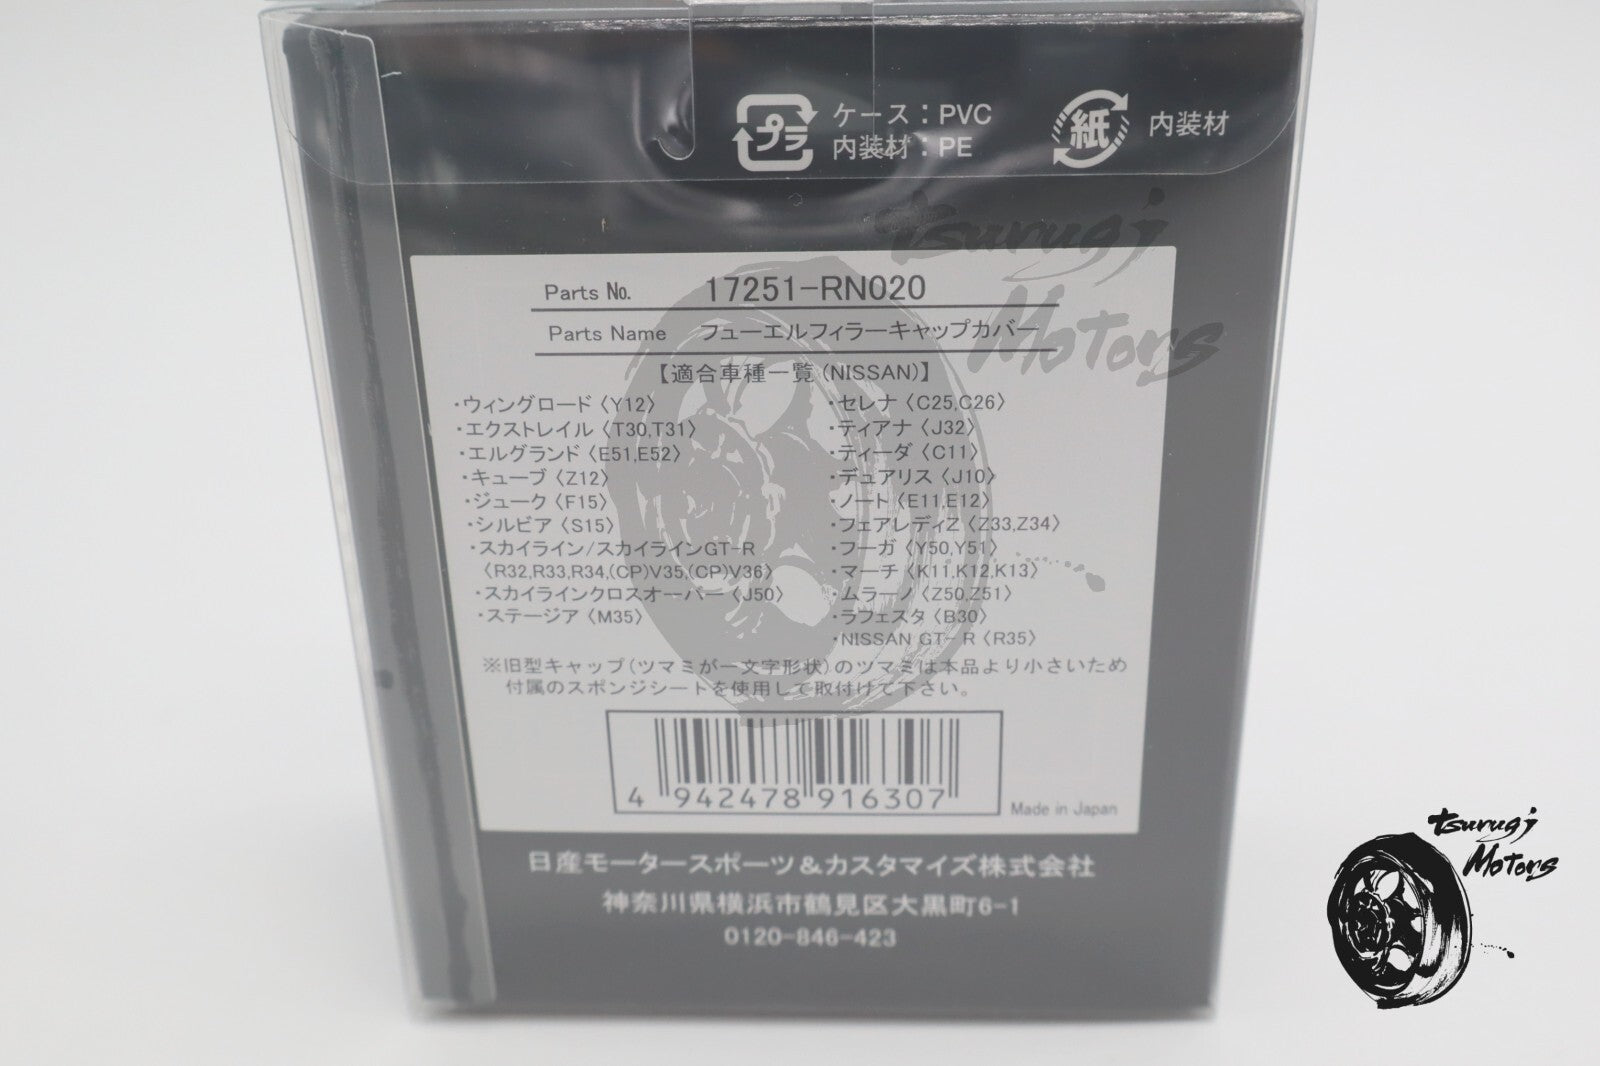 プラ
ケース：PVC
内装材：PE
紙
内装材
tsurugi
Motors
Parts No. 17251-RN020
Parts Name フューエルフィラーキャップカバー
【適合車種一覧(NISSAN)】
・ウィングロード〈Y12〉
・エクストレイル〈T30,T31〉
・エルグランド〈E51,E52〉
・キューブ〈Z12〉
・ジューク〈F15〉
・シルビア〈S15〉
・スカイライン/スカイラインGT-R
〈R32,R33,R34,(CP)V35,(CP)V36〉
・スカイラインクロスオーバー〈J50〉
・ステージア〈M35〉
・セレナ〈C25,C26〉
・ティアナ〈J32〉
・ティーダ〈C11〉
・デュアリス〈J10〉
・ノート〈E11,E12〉
・フェアレディZ〈Z33,Z34〉
・フーガ〈Y50,Y51〉
・マーチ〈K11,K12,K13〉
・ムラーノ〈Z50,Z51〉
・ラフェスタ〈B30〉
・NISSAN GT-R〈R35〉
※旧型キャップ(ツマミが一文字形状)のツマミは本品より小さいため
付属のスポンジシートを使用して取付けて下さい。
4 942478 916307
Made in Japan
日産モータースポーツ&カスタマイズ株式会社
神奈川県横浜市鶴見区大黒町6-1
0120-846-423
tsurugi
Motors